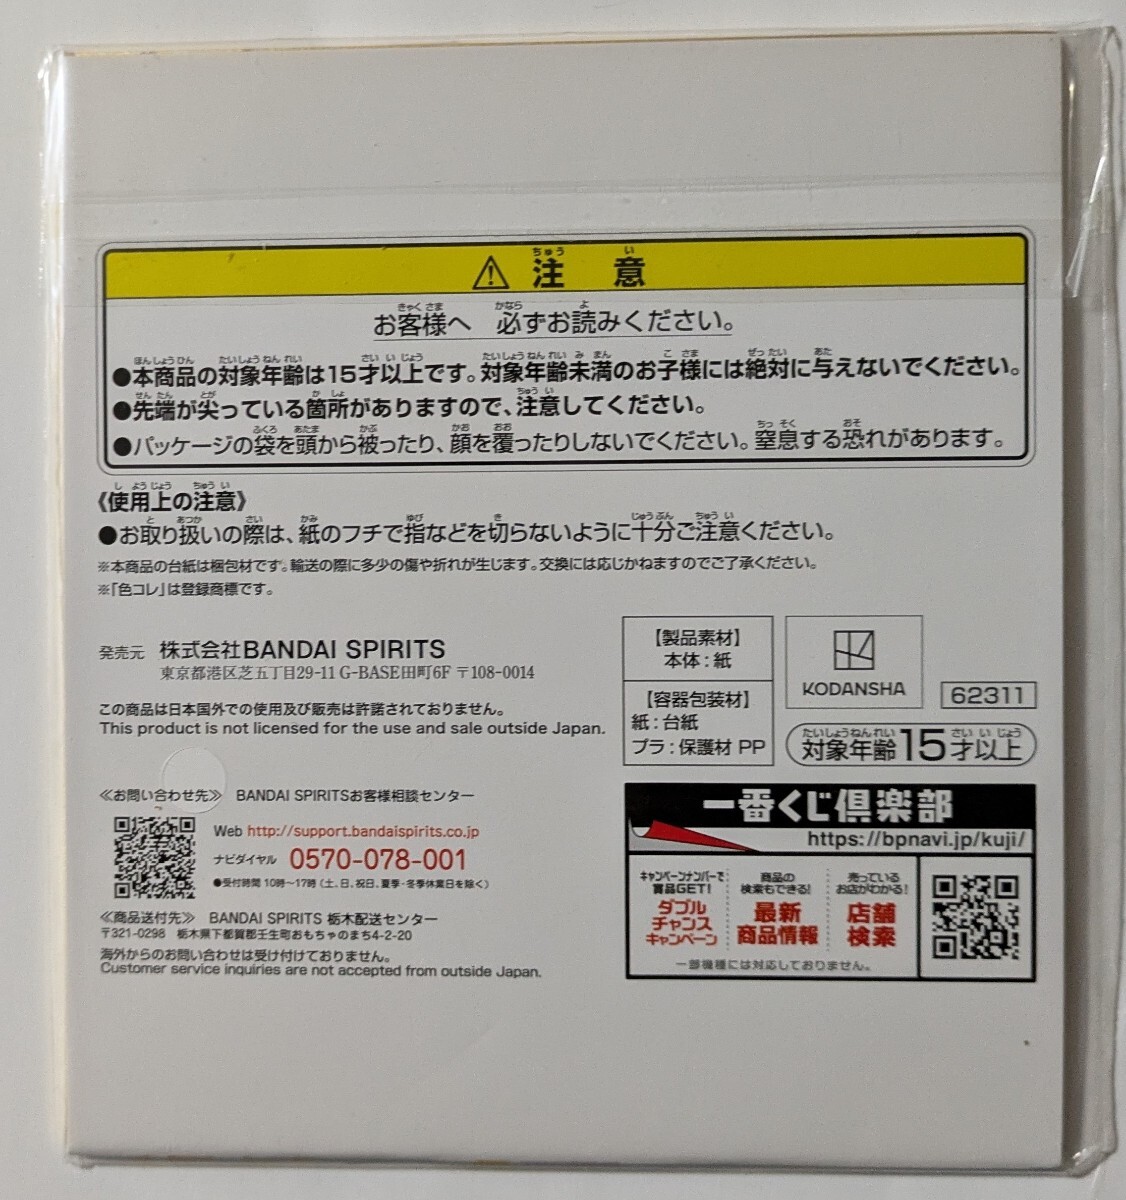 ⚠ 注意
お客様へ 必ずお読みください。
●本商品の対象年齢は15才以上です。対象年齢未満のお子様には絶対に与えないでください。
●先端が尖っている箇所がありますので、注意してください。
●パッケージの袋を頭から被ったり、顔を覆ったりしないでください。窒息する恐れがあります。
《使用上の注意》
●お取り扱いの際は、紙のフチで指などを切らないように十分ご注意ください。
※本商品の台紙は梱包材です。輸送の際に多少の傷や折れが生じます。交換には応じかねますのでご了承ください。
※「色コレ」は登録商標です。
発売元 株式会社BANDAI SPIRITS
東京都港区芝五丁目29-11 G-BASE田町6F 〒108-0014
この商品は日本国外での使用及び販売は許諾されておりません。
This product is not licensed for the use and sale outside Japan.
【製品素材】
本体：紙
【容器包装材】
紙：台紙
プラ：保護材 PP
KODANSHA
62311
対象年齢15才以上
≪お問い合わせ先≫ BANDAI SPIRITSお客様相談センター
Web http://support.bandaispirits.co.jp
ナビダイヤル 0570-078-001
●受付時間 10時〜17時（土、日、祝日、夏季・冬季休業日を除く）
≪商品送付先≫ BANDAI SPIRITS 栃木配送センター
〒321-0298 栃木県下都賀郡壬生町おもちゃのまち4-2-20
海外からのお問い合わせは受け付けておりません。
Customer service inquiries are not accepted from outside Japan.
一番くじ倶楽部
https://bpnavi.jp/kuji/
キャンペーンナンバーで
賞品GET!
ダブル
チャンス
キャンペーン
商品の
検索もできる!
最新
商品情報
売っている
お店がわかる!
店舗
検索
一部機種には対応しておりません。